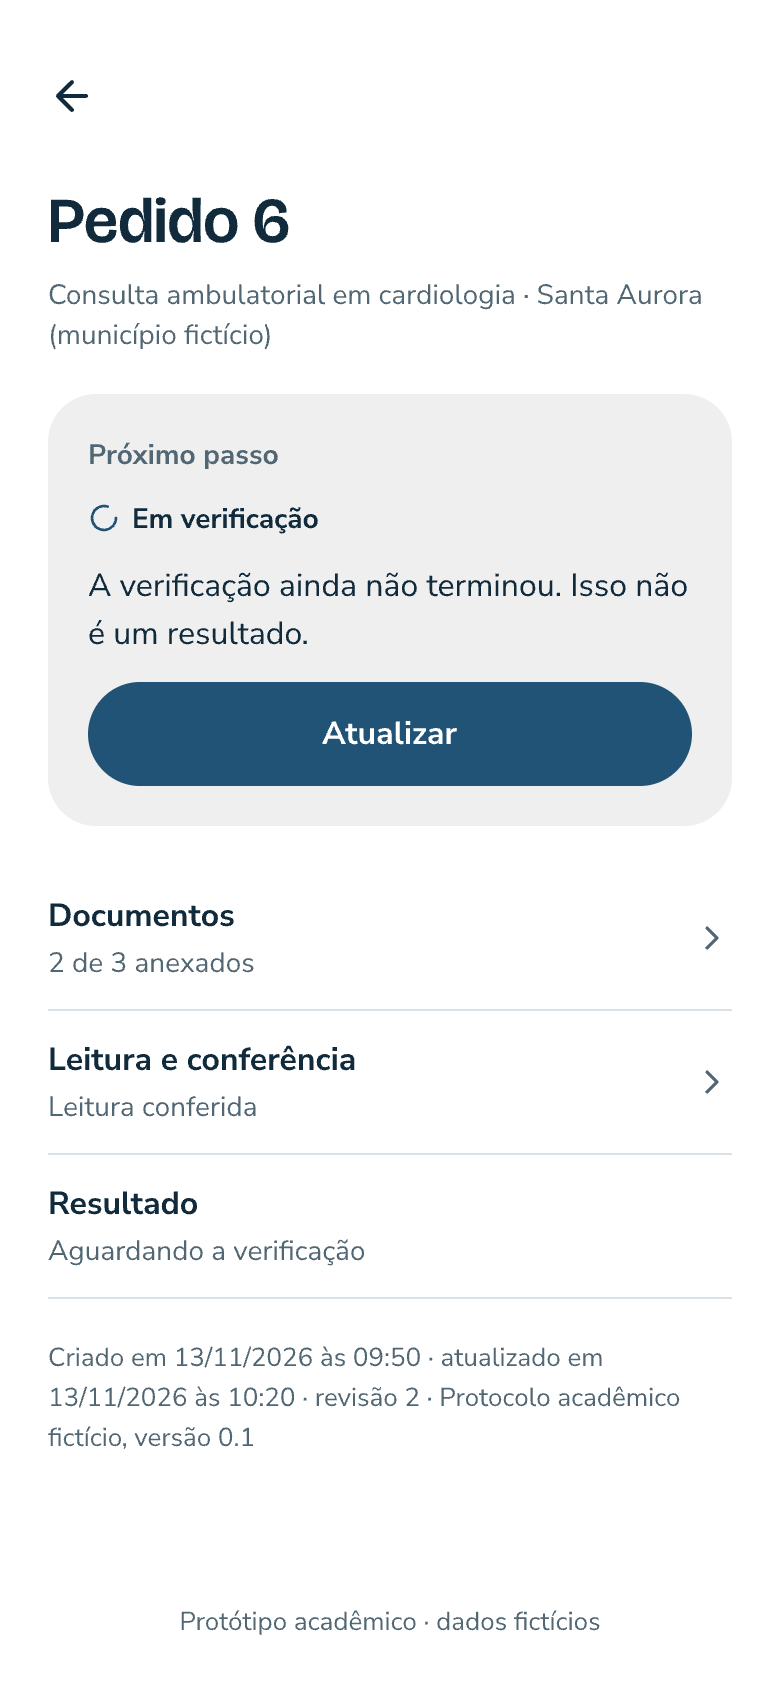 Pedido 6
Consulta ambulatorial em cardiologia · Santa Aurora
(município fictício)
Próximo passo
Em verificação
A verificação ainda não terminou. Isso não
é um resultado.
Atualizar
Documentos
2 de 3 anexados
Leitura e conferência
Leitura conferida
Resultado
Aguardando a verificação
Criado em 13/11/2026 às 09:50 · atualizado em
13/11/2026 às 10:20 · revisão 2 · Protocolo acadêmico
fictício, versão 0.1
Protótipo acadêmico · dados fictícios